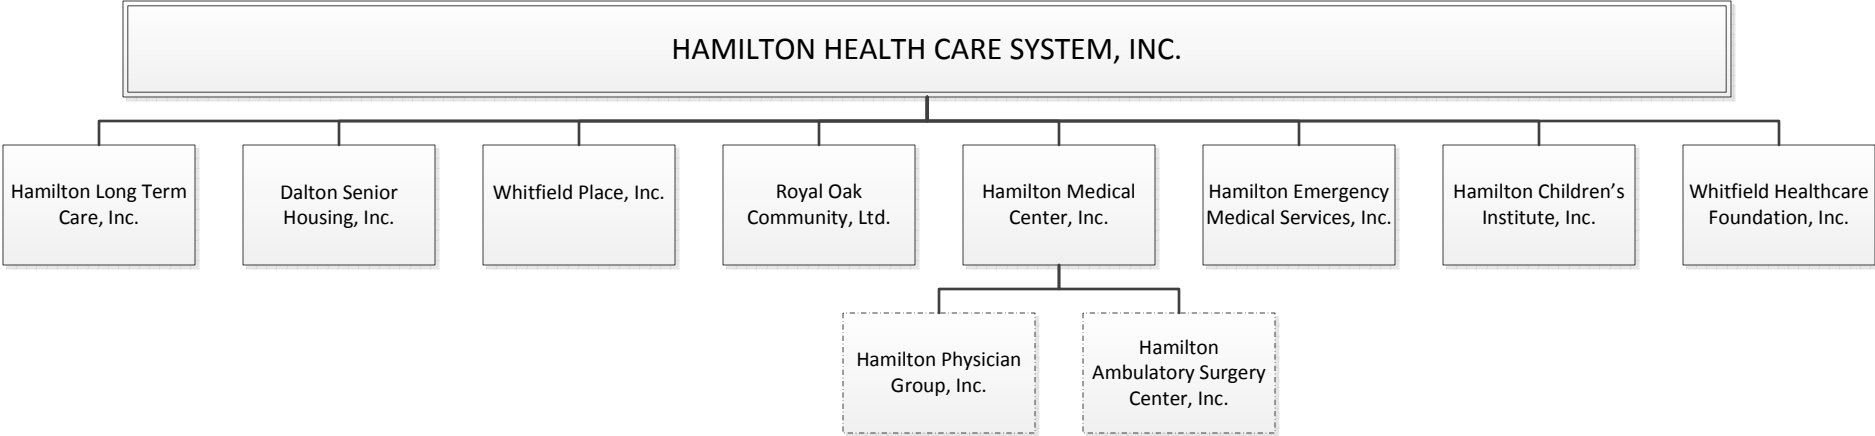 HAMILTON HEALTH CARE SYSTEM, INC.
Hamilton Long Term
Care, Inc.
Dalton Senior
Housing, Inc.
Whitfield Place, Inc.
Royal Oak
Community, Ltd.
Hamilton Medical
Center, Inc.
Hamilton Emergency
Medical Services, Inc.
Hamilton Children’s
Institute, Inc.
Whitfield Healthcare
Foundation, Inc.
Hamilton Physician
Group, Inc.
Hamilton
Ambulatory Surgery
Center, Inc.